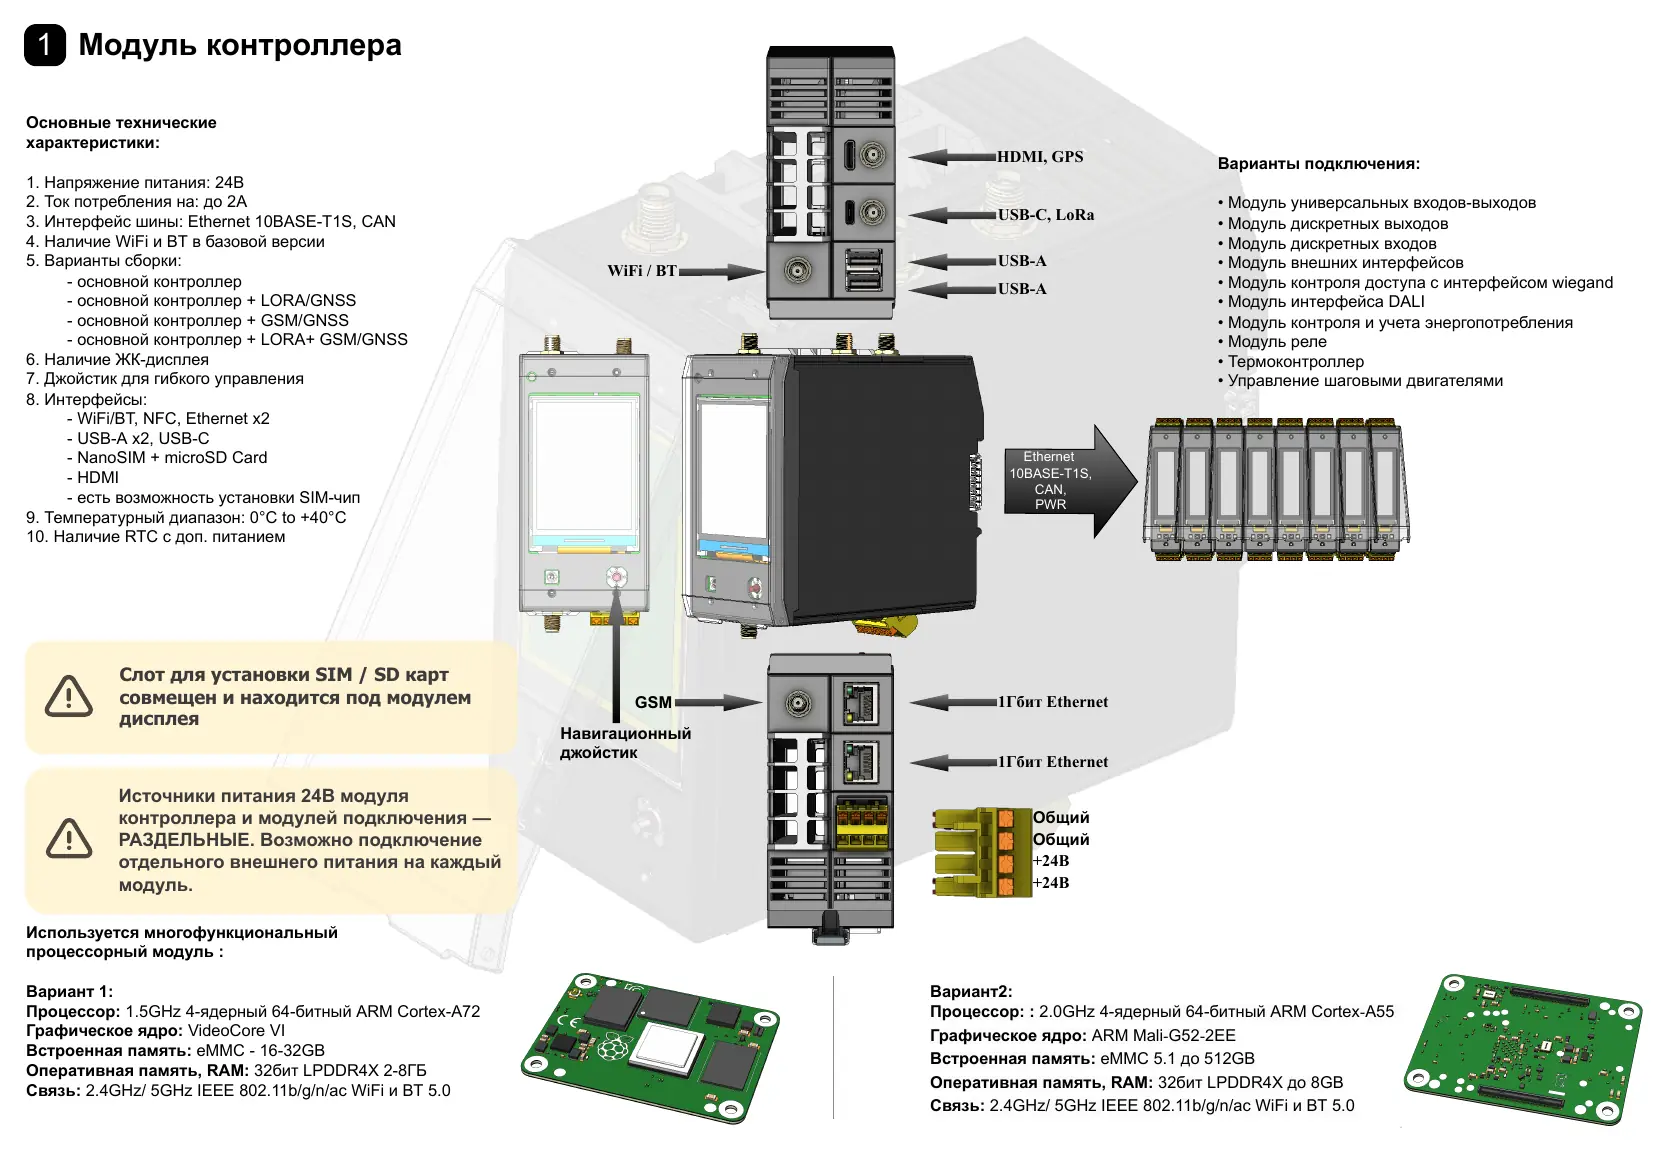 1 Модуль контроллера
Основные технические
характеристики:
1. Напряжение питания: 24В
2. Ток потребления на: до 2А
3. Интерфейс шины: Ethernet 10BASE-T1S, CAN
4. Наличие WiFi и BT в базовой версии
5. Варианты сборки:
- основной контроллер
- основной контроллер + LORA/GNSS
- основной контроллер + GSM/GNSS
- основной контроллер + LORA+ GSM/GNSS
6. Наличие ЖК-дисплея
7. Джойстик для гибкого управления
8. Интерфейсы:
- WiFi/BT, NFC, Ethernet x2
- USB-A x2, USB-C
- NanoSIM + microSD Card
- HDMI
- есть возможность установки SIM-чип
9. Температурный диапазон: 0°C to +40°C
10. Наличие RTC с доп. питанием
HDMI, GPS
USB-C, LoRa
WiFi / BT
USB-A
USB-A
Варианты подключения:
• Модуль универсальных входов-выходов
• Модуль дискретных выходов
• Модуль дискретных входов
• Модуль внешних интерфейсов
• Модуль контроля доступа с интерфейсом wiegand
• Модуль интерфейса DALI
• Модуль контроля и учета энергопотребления
• Модуль реле
• Термоконтроллер
• Управление шаговыми двигателями
Ethernet
10BASE-T1S,
CAN,
PWR
Слот для установки SIM / SD карт
совмещен и находится под модулем
дисплея
GSM
Навигационный
джойстик
1Гбит Ethernet
1Гбит Ethernet
Источники питания 24В модуля
контроллера и модулей подключения —
РАЗДЕЛЬНЫЕ. Возможно подключение
отдельного внешнего питания на каждый
модуль.
Общий
Общий
+24В
+24В
Используется многофункциональный
процессорный модуль :
Вариант 1:
Процессор: 1.5GHz 4-ядерный 64-битный ARM Cortex-A72
Графическое ядро: VideoCore VI
Встроенная память: eMMC - 16-32GB
Оперативная память, RAM: 32бит LPDDR4X 2-8ГБ
Связь: 2.4GHz/ 5GHz IEEE 802.11b/g/n/ac WiFi и BT 5.0
CE
Вариант2:
Процессор: : 2.0GHz 4-ядерный 64-битный ARM Cortex-A55
Графическое ядро: ARM Mali-G52-2EE
Встроенная память: eMMC 5.1 до 512GB
Оперативная память, RAM: 32бит LPDDR4X до 8GB
Связь: 2.4GHz/ 5GHz IEEE 802.11b/g/n/ac WiFi и BT 5.0